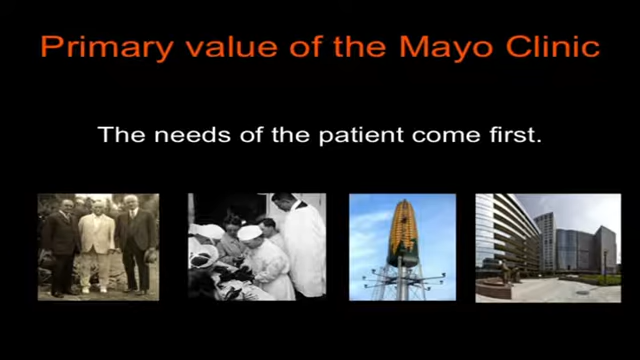 Primary value of the Mayo Clinic
The needs of the patient come first.